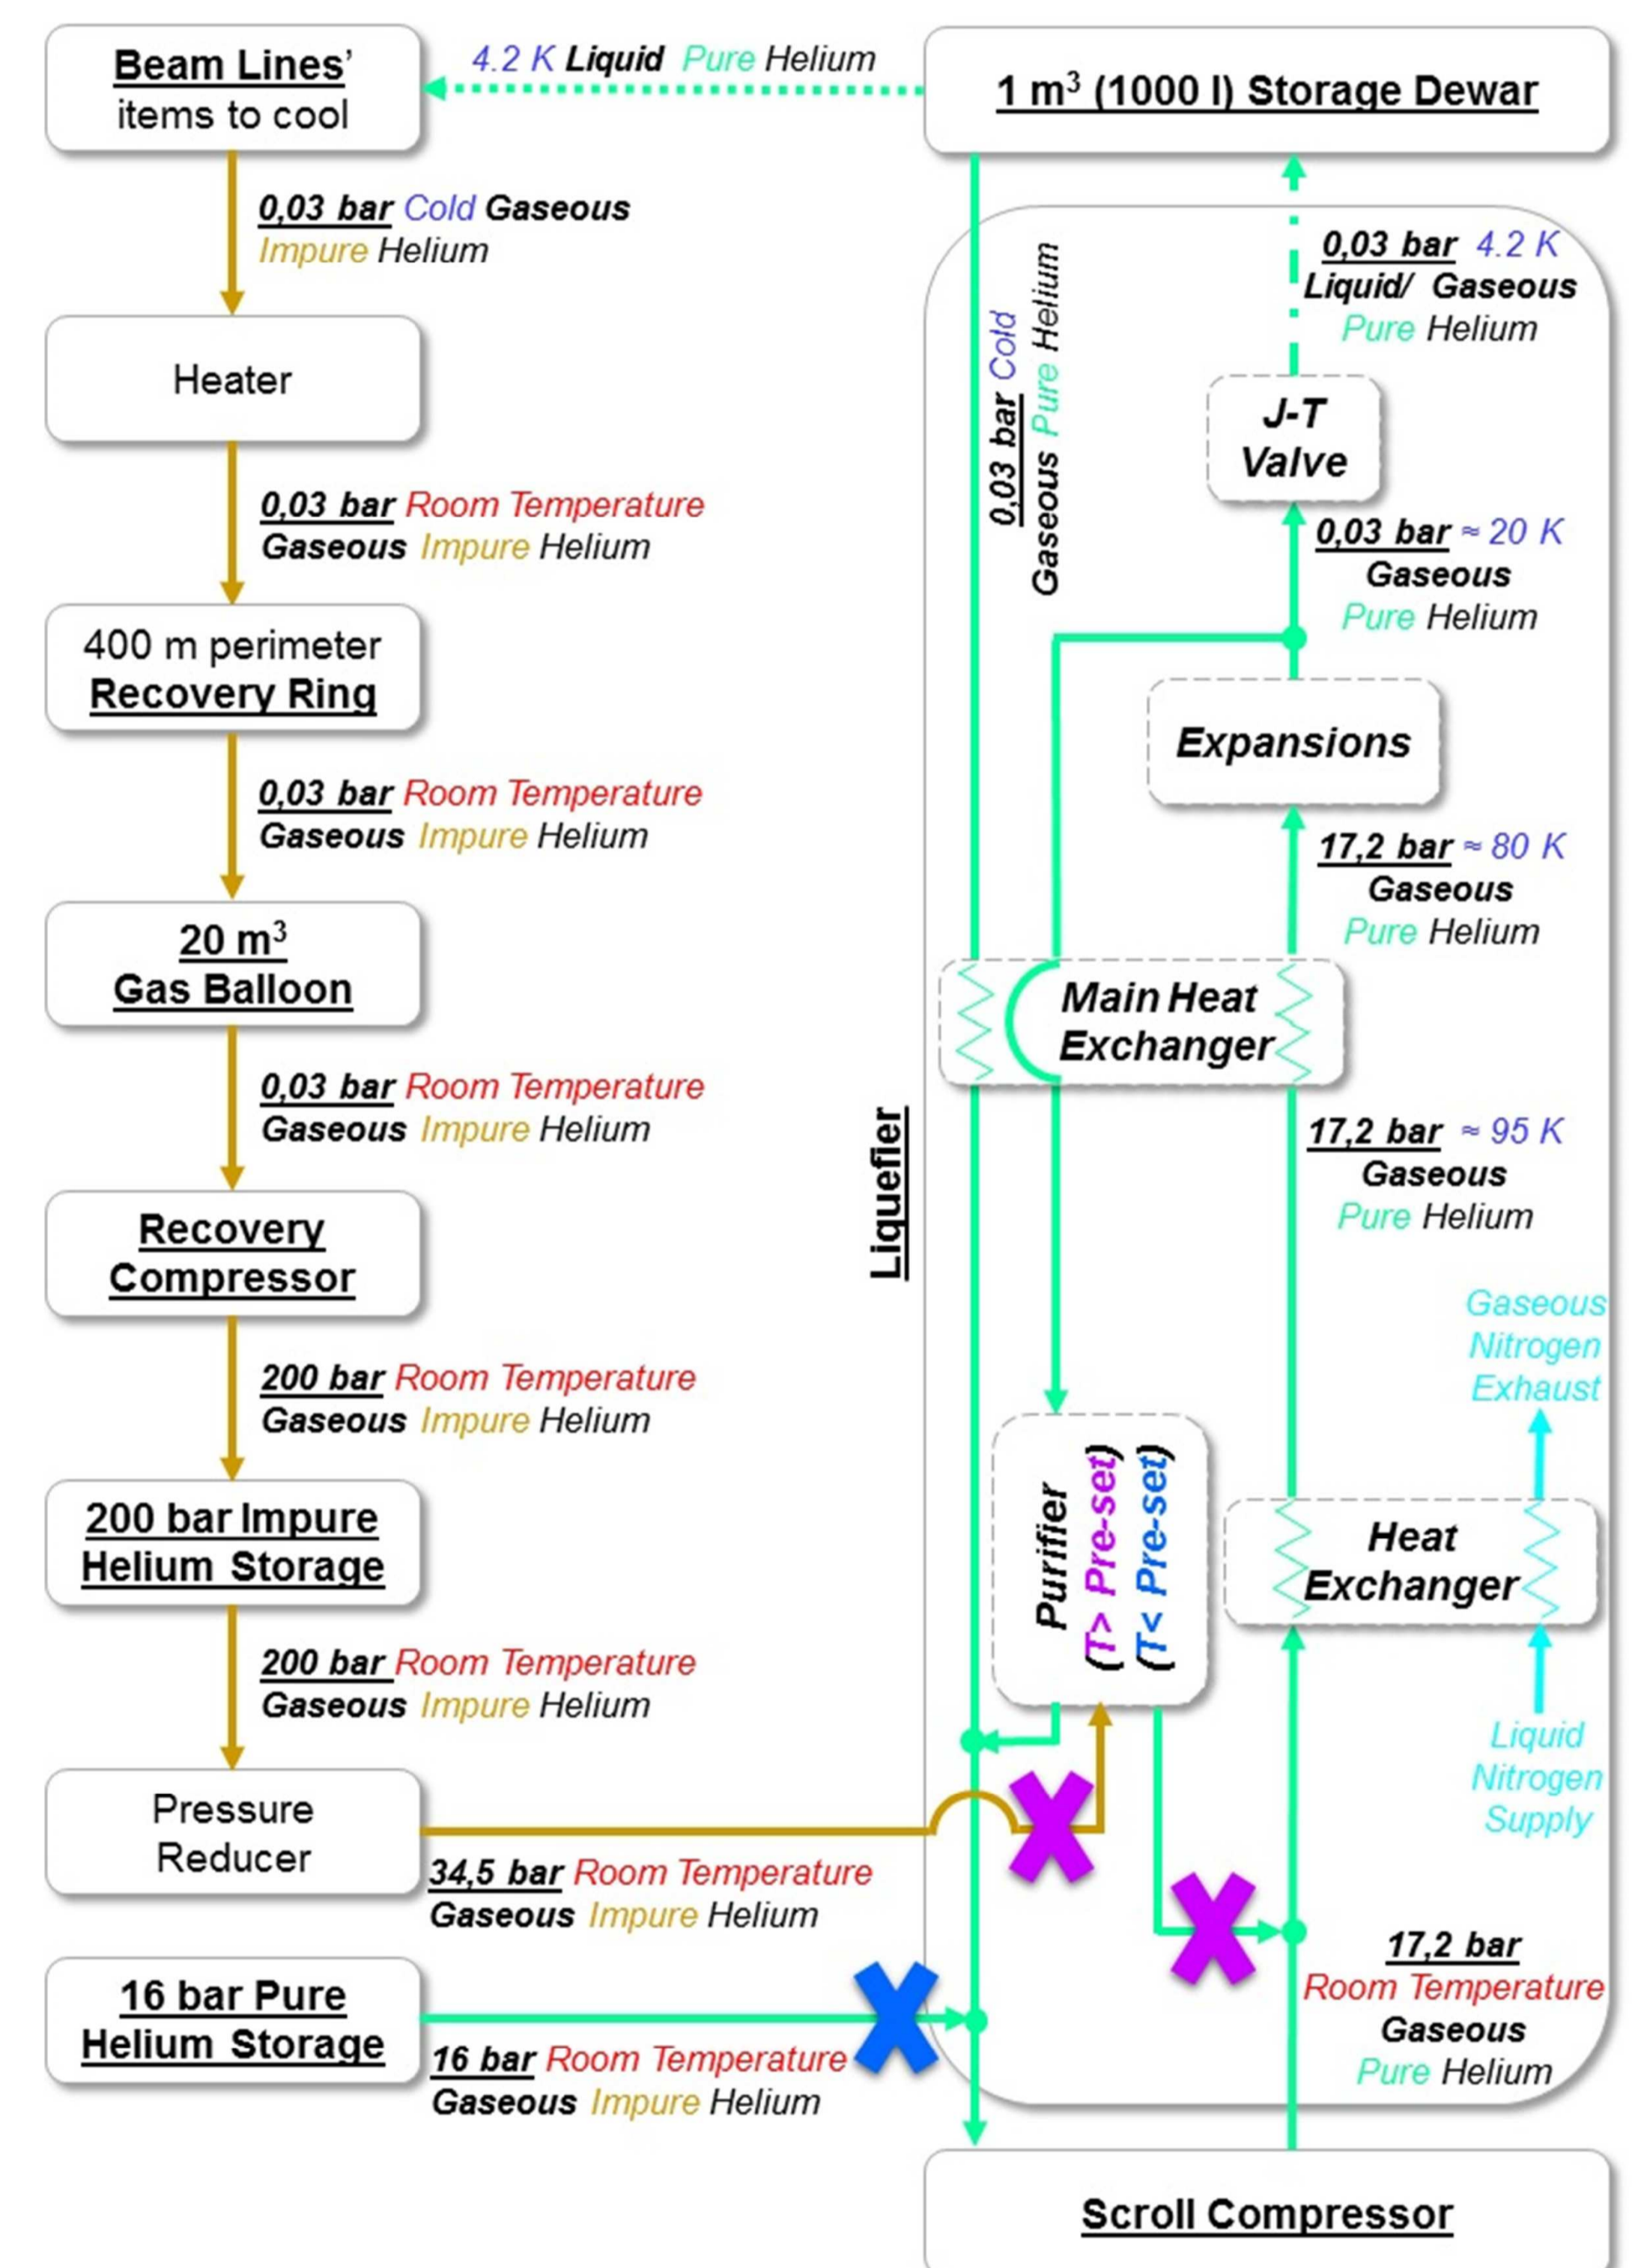 Beam Lines’
items to cool
4.2 K Liquid Pure Helium
1 m³ (1000 l) Storage Dewar
0,03 bar Cold Gaseous
Impure Helium
Heater
0,03 bar Room Temperature
Gaseous Impure Helium
400 m perimeter
Recovery Ring
0,03 bar Room Temperature
Gaseous Impure Helium
20 m³
Gas Balloon
0,03 bar Room Temperature
Gaseous Impure Helium
Recovery
Compressor
200 bar Room Temperature
Gaseous Impure Helium
200 bar Impure
Helium Storage
200 bar Room Temperature
Gaseous Impure Helium
Pressure
Reducer
34,5 bar Room Temperature
Gaseous Impure Helium
16 bar Pure
Helium Storage
16 bar Room Temperature
Gaseous Impure Helium
Liquefier
0,03 bar Cold
Gaseous Pure Helium
0,03 bar 4.2 K
Liquid/ Gaseous
Pure Helium
J-T
Valve
0,03 bar ≈ 20 K
Gaseous
Pure Helium
Expansions
17,2 bar ≈ 80 K
Gaseous
Pure Helium
Main Heat
Exchanger
17,2 bar ≈ 95 K
Gaseous
Pure Helium
Gaseous
Nitrogen
Exhaust
Purifier
(T> Pre-set)
(T< Pre-set)
Heat
Exchanger
Liquid
Nitrogen
Supply
17,2 bar
Room Temperature
Gaseous
Pure Helium
Scroll Compressor